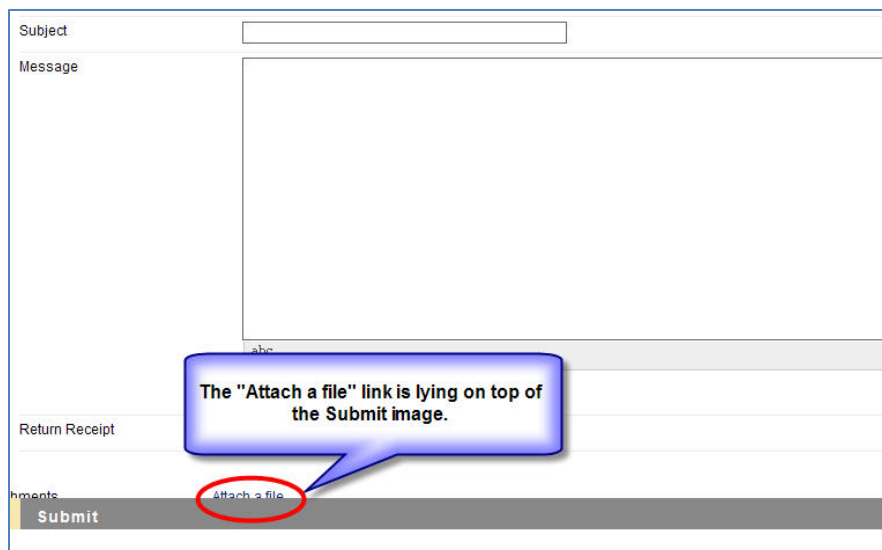 Subject
Message
abc
The "Attach a file" link is lying on top of
the Submit image.
Return Receipt
hments
Attach a file
Submit